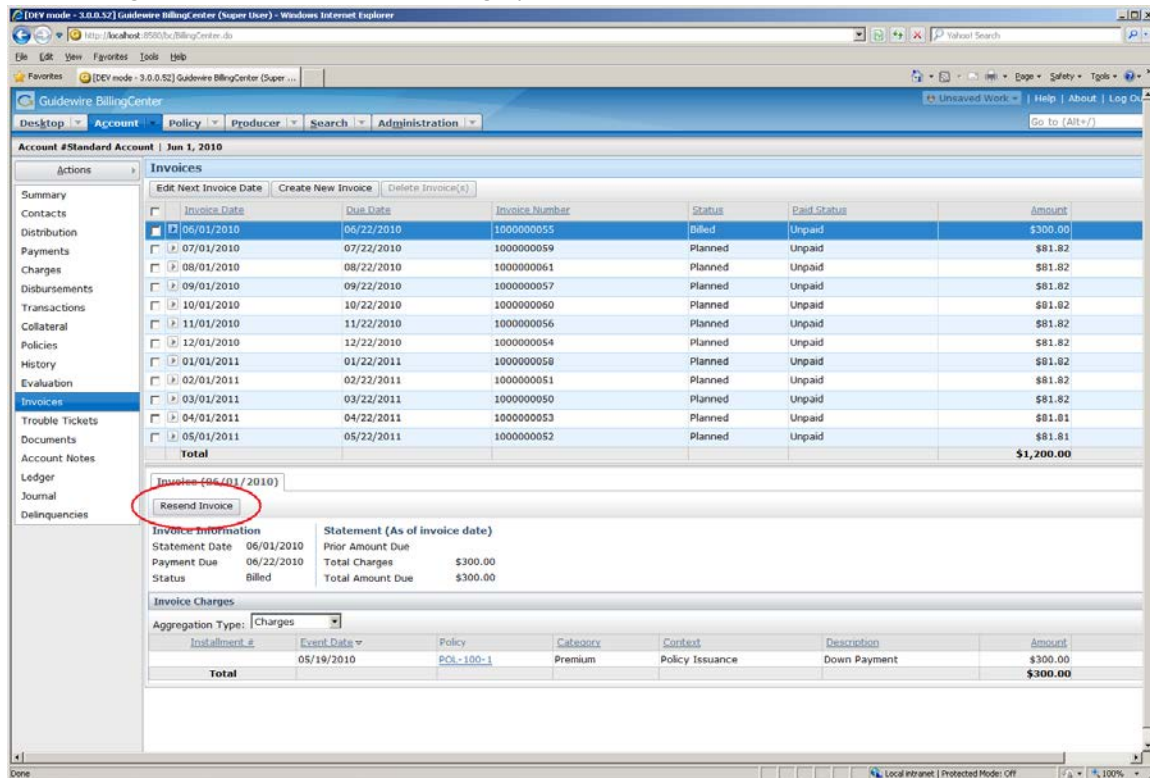 [DEV mode - 3.0.0.52] Guidewire BillingCenter (Super User) - Windows Internet Explorer
http://localhost:8580/bc/BillingCenter.do Yahoo! Search
File Edit View Favorites Tools Help
Favorites [DEV mode - 3.0.0.52] Guidewire BillingCenter (Super ... Page Safety Tools
Guidewire BillingCenter Unsaved Work | Help | About | Log Ou
Desktop Account Policy Producer Search Administration Go to (Alt+/)
Account #Standard Account | Jun 1, 2010
Actions
Summary
Contacts
Distribution
Payments
Charges
Disbursements
Transactions
Collateral
Policies
History
Evaluation
Invoices
Trouble Tickets
Documents
Account Notes
Ledger
Journal
Delinquencies
Invoices
Edit Next Invoice Date Create New Invoice Delete Invoice(s)
Invoice Date Due Date Invoice Number Status Paid Status Amount
06/01/2010 06/22/2010 1000000055 Billed Unpaid $300.00
07/01/2010 07/22/2010 1000000059 Planned Unpaid $81.82
08/01/2010 08/22/2010 1000000061 Planned Unpaid $81.82
09/01/2010 09/22/2010 1000000057 Planned Unpaid $81.82
10/01/2010 10/22/2010 1000000060 Planned Unpaid $81.82
11/01/2010 11/22/2010 1000000056 Planned Unpaid $81.82
12/01/2010 12/22/2010 1000000054 Planned Unpaid $81.82
01/01/2011 01/22/2011 1000000058 Planned Unpaid $81.82
02/01/2011 02/22/2011 1000000051 Planned Unpaid $81.82
03/01/2011 03/22/2011 1000000050 Planned Unpaid $81.82
04/01/2011 04/22/2011 1000000053 Planned Unpaid $81.81
05/01/2011 05/22/2011 1000000052 Planned Unpaid $81.81
Total $1,200.00
Invoice (06/01/2010)
Resend Invoice
Invoice Information Statement (As of invoice date)
Statement Date 06/01/2010 Prior Amount Due
Payment Due 06/22/2010 Total Charges $300.00
Status Billed Total Amount Due $300.00
Invoice Charges
Aggregation Type: Charges
Installment # Event Date Policy Category Context Description Amount
05/19/2010 POL-100-1 Premium Policy Issuance Down Payment $300.00
Total $300.00
Done Local intranet | Protected Mode: Off 100%